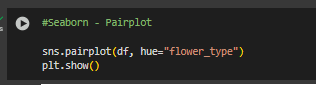 #Seaborn - Pairplot
sns.pairplot(df, hue="flower_type")
plt.show()